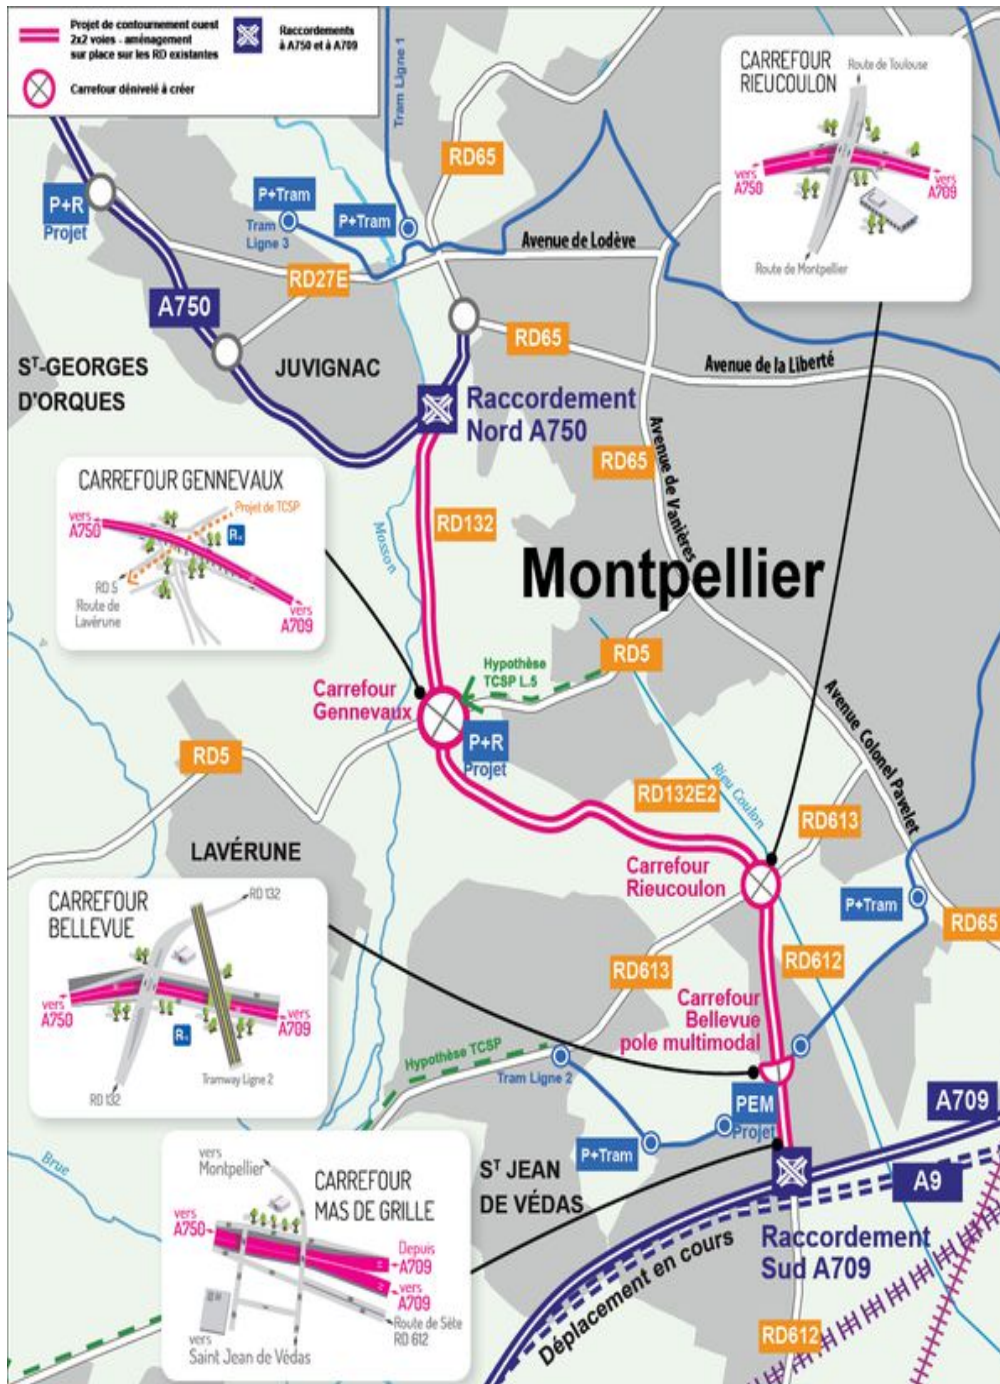 Projet de contournement ouest
2x2 voies - aménagement
sur place sur les RD existantes
Raccordements
à A750 et à A709
Carrefour dénivelé à créer
Tram Ligne 1
CARREFOUR
RIEUCOULON
Route de Toulouse
vers
A750
vers
A709
Route de Montpellier
RD65
P+R
Projet
P+Tram
P+Tram
Tram
Ligne 3
Avenue de Lodève
RD27E
A750
RD65
Avenue de la Liberté
ST-GEORGES
D'ORQUES
JUVIGNAC
Raccordement
Nord A750
RD65
Avenue de Vanières
CARREFOUR GENNEVAUX
Projet de TCSP
vers
A750
RD 5
Route de
Lavérune
vers
A709
RD132
Mosson
Montpellier
Hypothèse
TCSP L.5
RD5
Carrefour
Gennevaux
P+R
Projet
RD5
Avenue Colonel Pavelet
Rieu Coulon
RD132E2
RD613
LAVÉRUNE
Carrefour
Rieucoulon
P+Tram
RD65
CARREFOUR
BELLEVUE
RD 132
vers
A750
vers
A709
Tramway Ligne 2
RD 132
RD613
RD612
Carrefour
Bellevue
pole multimodal
Hypothèse TCSP
Tram Ligne 2
PEM
Projet
A709
P+Tram
A9
Brue
ST JEAN
DE VÉDAS
CARREFOUR
MAS DE GRILLE
vers
Montpellier
vers
A750
Depuis
A709
vers
A709
Route de Sète
RD 612
vers
Saint Jean de Védas
Raccordement
Sud A709
Déplacement en cours
RD612